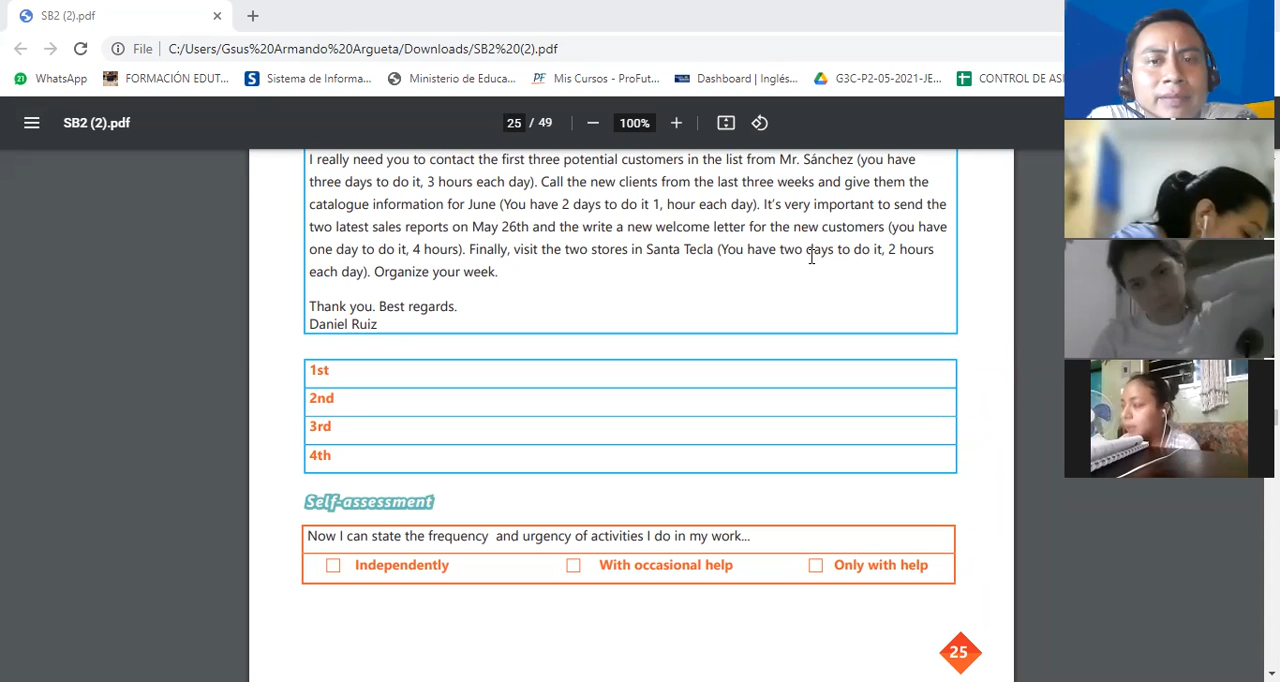 SB2 (2).pdf
File
C:/Users/Gsus%20Armando%20Argueta/Downloads/SB2%20(2).pdf
21 WhatsApp
FORMACIÓN EDUT...
S Sistema de Informa...
Ministerio de Educa...
PF Mis Cursos - ProFut...
Dashboard | Inglés...
G3C-P2-05-2021-JE...
CONTROL DE AS
SB2 (2).pdf
25 / 49
100%
I really need you to contact the first three potential customers in the list from Mr. Sánchez (you have
three days to do it, 3 hours each day). Call the new clients from the last three weeks and give them the
catalogue information for June (You have 2 days to do it 1, hour each day). It's very important to send the
two latest sales reports on May 26th and the write a new welcome letter for the new customers (you have
one day to do it, 4 hours). Finally, visit the two stores in Santa Tecla (You have two days to do it, 2 hours
each day). Organize your week.
Thank you. Best regards.
Daniel Ruiz
1st
2nd
3rd
4th
Self-assessment
Now I can state the frequency and urgency of activities I do in my work...
Independently
With occasional help
Only with help
25